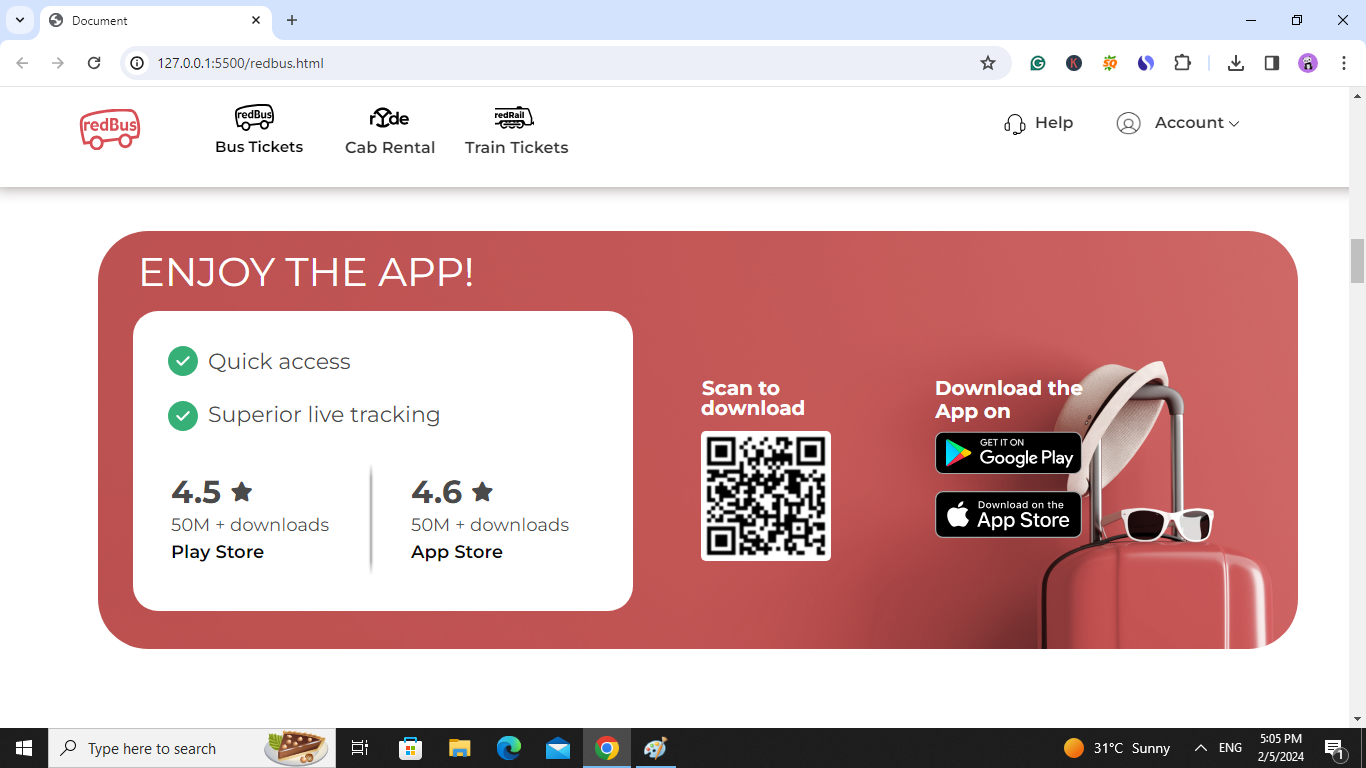 Document
127.0.0.1:5500/redbus.html
redBus
redBus
Bus Tickets
rYde
Cab Rental
redRail
Train Tickets
Help
Account
ENJOY THE APP!
Quick access
Superior live tracking
4.5
50M + downloads
Play Store
4.6
50M + downloads
App Store
Scan to
download
Download the
App on
GET IT ON
Google Play
Download on the
App Store
Type here to search
31°C Sunny
ENG
5:05 PM
2/5/2024
1